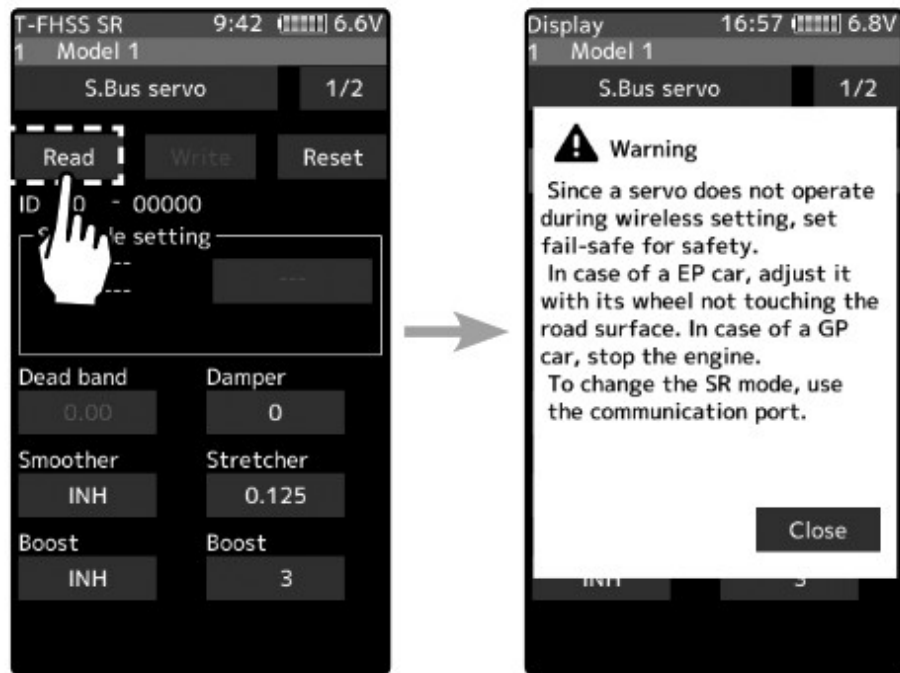 T-FHSS SR 9:42 6.6V
1 Model 1
S.Bus servo 1/2
Read Write Reset
ID 0 - 00000
setting
---
--- ---
Dead band Damper
0.00 0
Smoother Stretcher
INH 0.125
Boost Boost
INH 3
Display 16:57 6.8V
1 Model 1
S.Bus servo 1/2
Warning
Since a servo does not operate
during wireless setting, set
fail-safe for safety.
In case of a EP car, adjust it
with its wheel not touching the
road surface. In case of a GP
car, stop the engine.
To change the SR mode, use
the communication port.
Close
INH 3